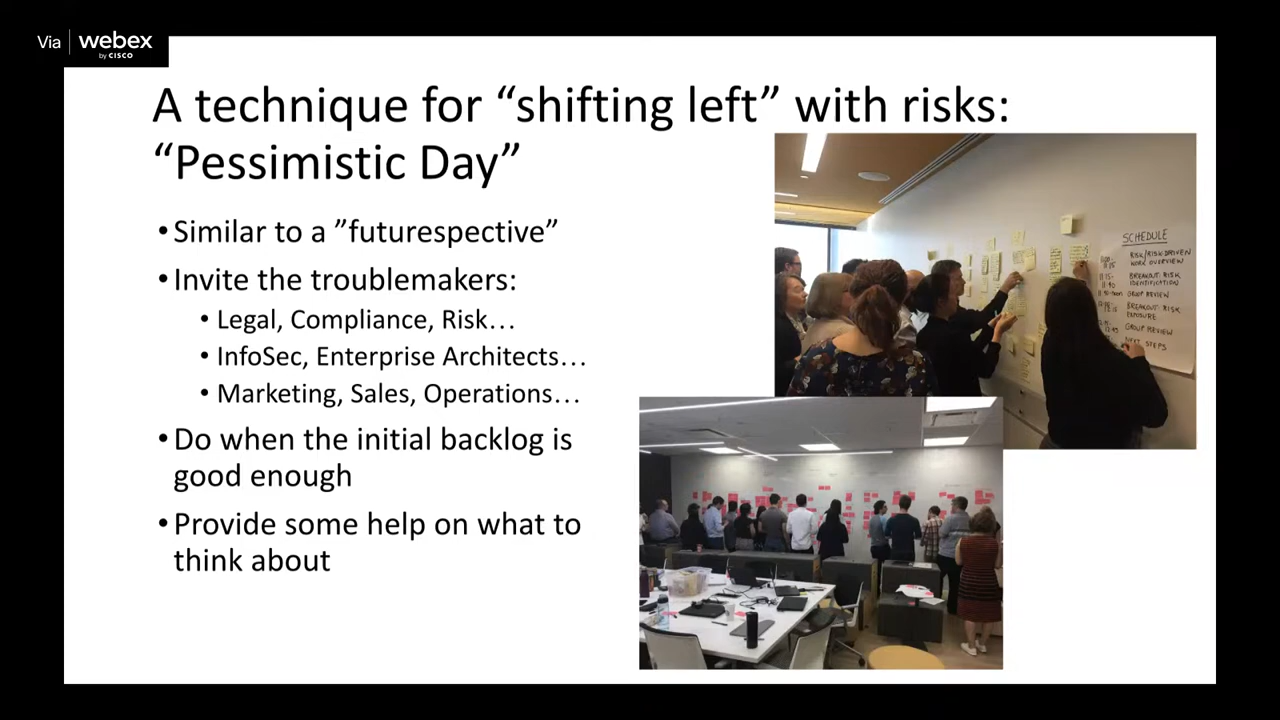 Via webex
by CISCO
A technique for “shifting left” with risks:
“Pessimistic Day”
• Similar to a ”futurespective”
• Invite the troublemakers:
• Legal, Compliance, Risk…
• InfoSec, Enterprise Architects…
• Marketing, Sales, Operations…
• Do when the initial backlog is
good enough
• Provide some help on what to
think about
SCHEDULE
RISK/RISK-DRIVEN
WORK OVERVIEW
BREAKOUT: RISK
IDENTIFICATION
GROUP REVIEW
BREAKOUT: RISK
EXPOSURE
GROUP REVIEW
NEXT STEPS